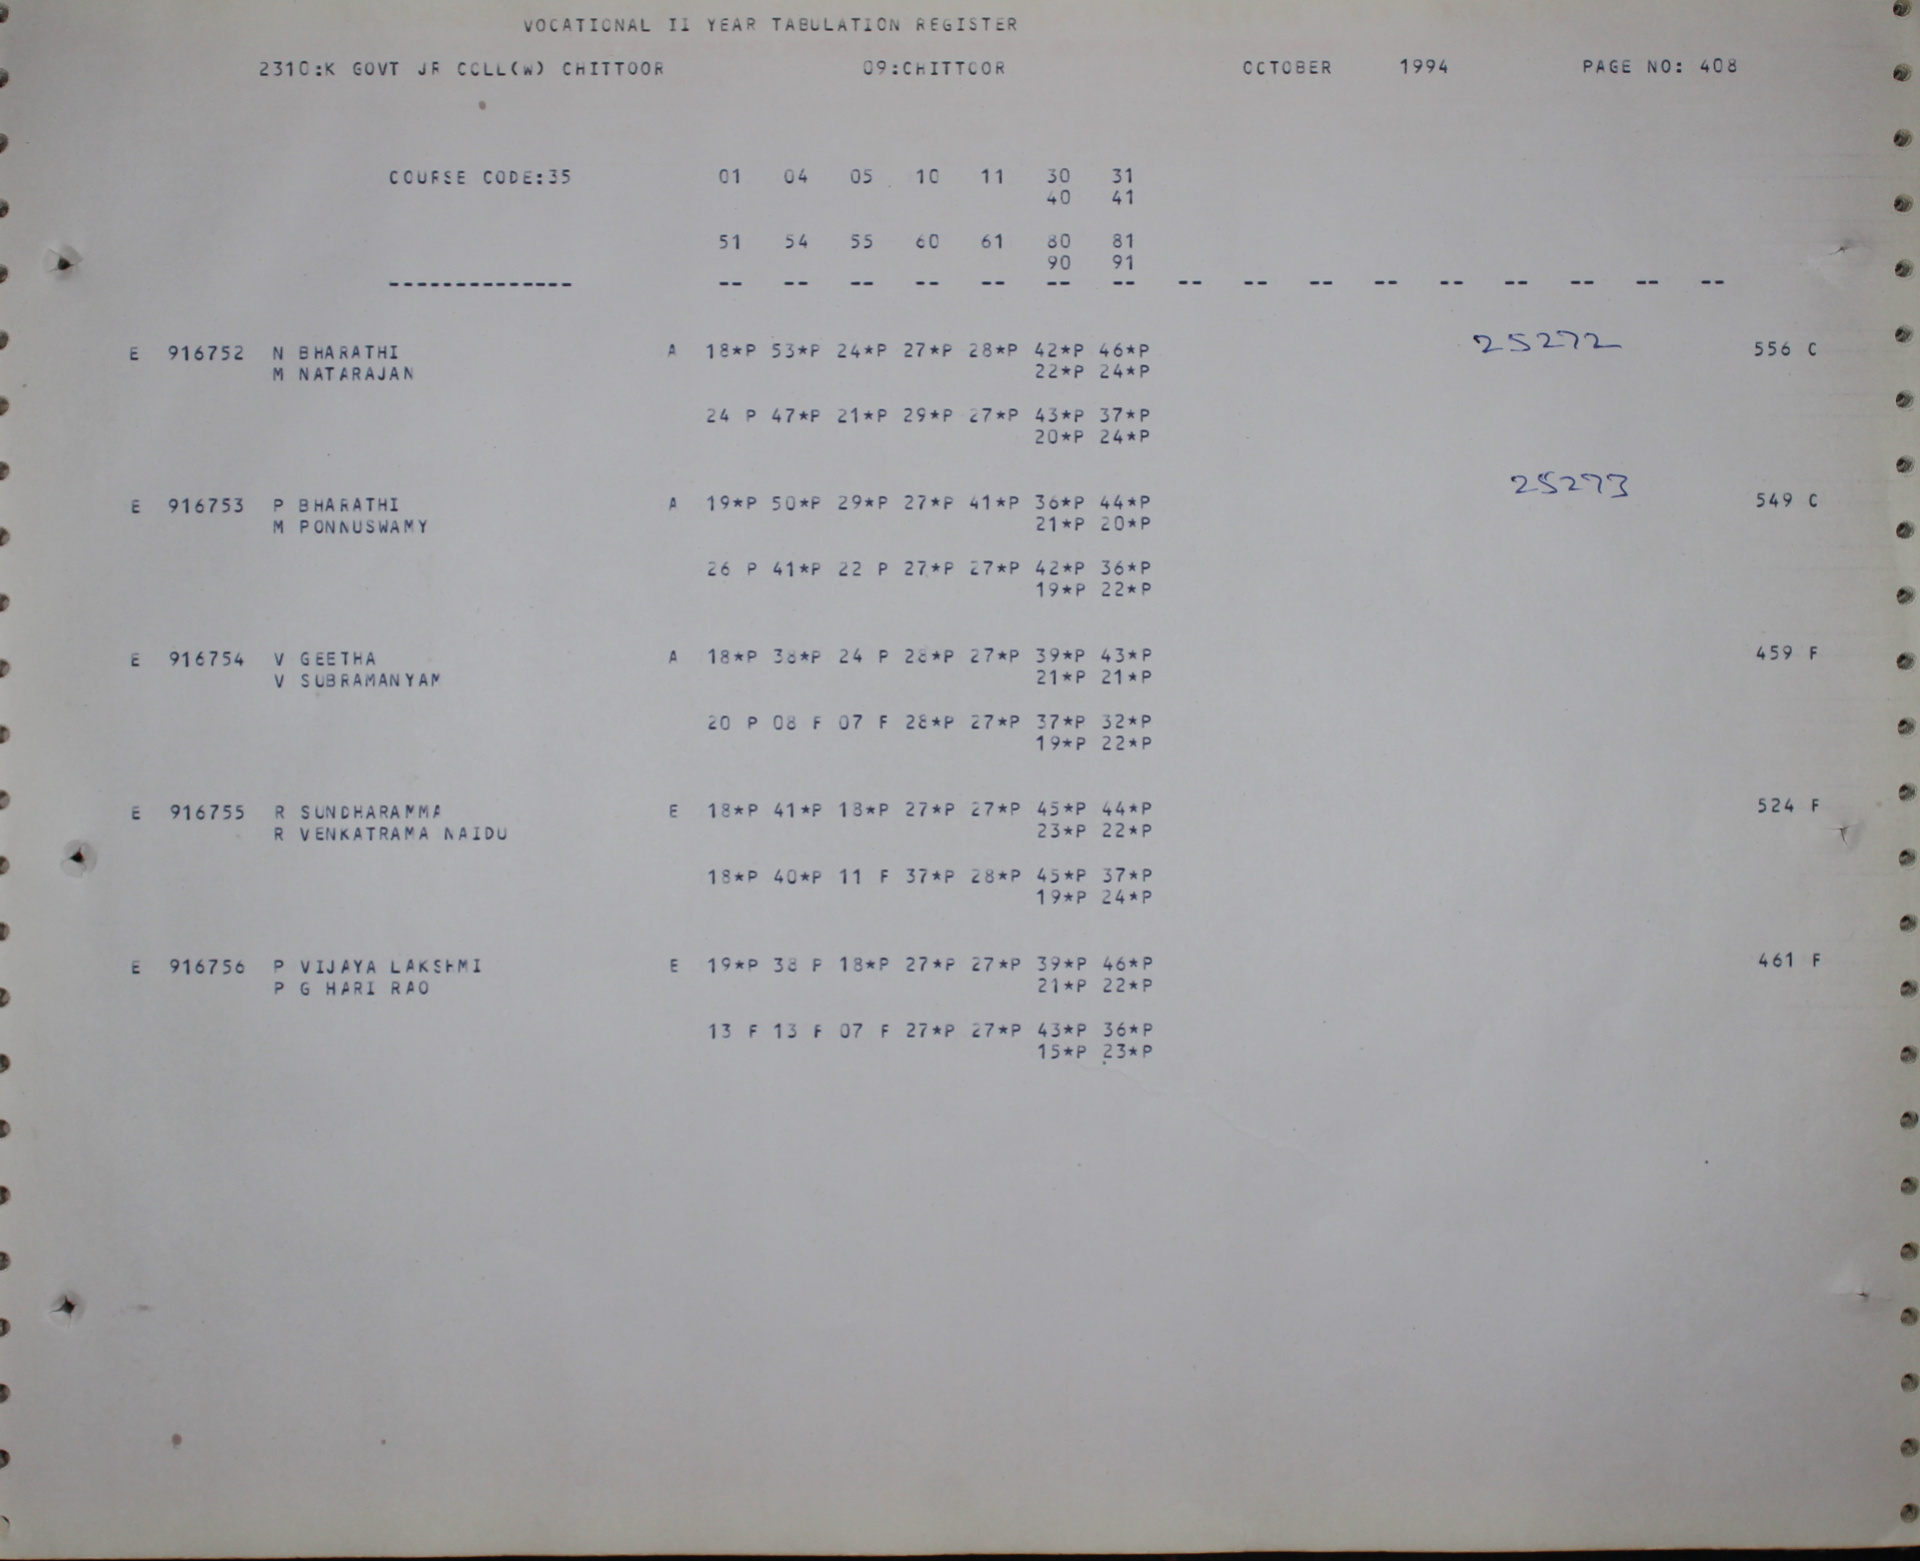 VOCATIONAL II YEAR TABULATION REGISTER
2310:K GOVT JR COLL(W) CHITTOOR 09:CHITTOOR OCTOBER 1994 PAGE NO: 408
COURSE CODE:35 01 04 05 10 11 30 31
40 41
51 54 55 60 61 80 81
90 91
-------------- -- -- -- -- -- -- -- -- -- -- -- -- -- -- -- --
E 916752 N BHARATHI A 18*P 53*P 24*P 27*P 28*P 42*P 46*P 25272 556 C
M NATARAJAN 22*P 24*P
24 P 47*P 21*P 29*P 27*P 43*P 37*P
20*P 24*P
E 916753 P BHARATHI A 19*P 50*P 29*P 27*P 41*P 36*P 44*P 25273 549 C
M PONNUSWAMY 21*P 20*P
26 P 41*P 22 P 27*P 27*P 42*P 36*P
19*P 22*P
E 916754 V GEETHA A 18*P 38*P 24 P 28*P 27*P 39*P 43*P 459 F
V SUBRAMANYAM 21*P 21*P
20 P 08 F 07 F 28*P 27*P 37*P 32*P
19*P 22*P
E 916755 R SUNDHARAMMA E 18*P 41*P 18*P 27*P 27*P 45*P 44*P 524 F
R VENKATRAMA NAIDU 23*P 22*P
18*P 40*P 11 F 37*P 28*P 45*P 37*P
19*P 24*P
E 916756 P VIJAYA LAKSHMI E 19*P 38 P 18*P 27*P 27*P 39*P 46*P 461 F
P G HARI RAO 21*P 22*P
13 F 13 F 07 F 27*P 27*P 43*P 36*P
15*P 23*P